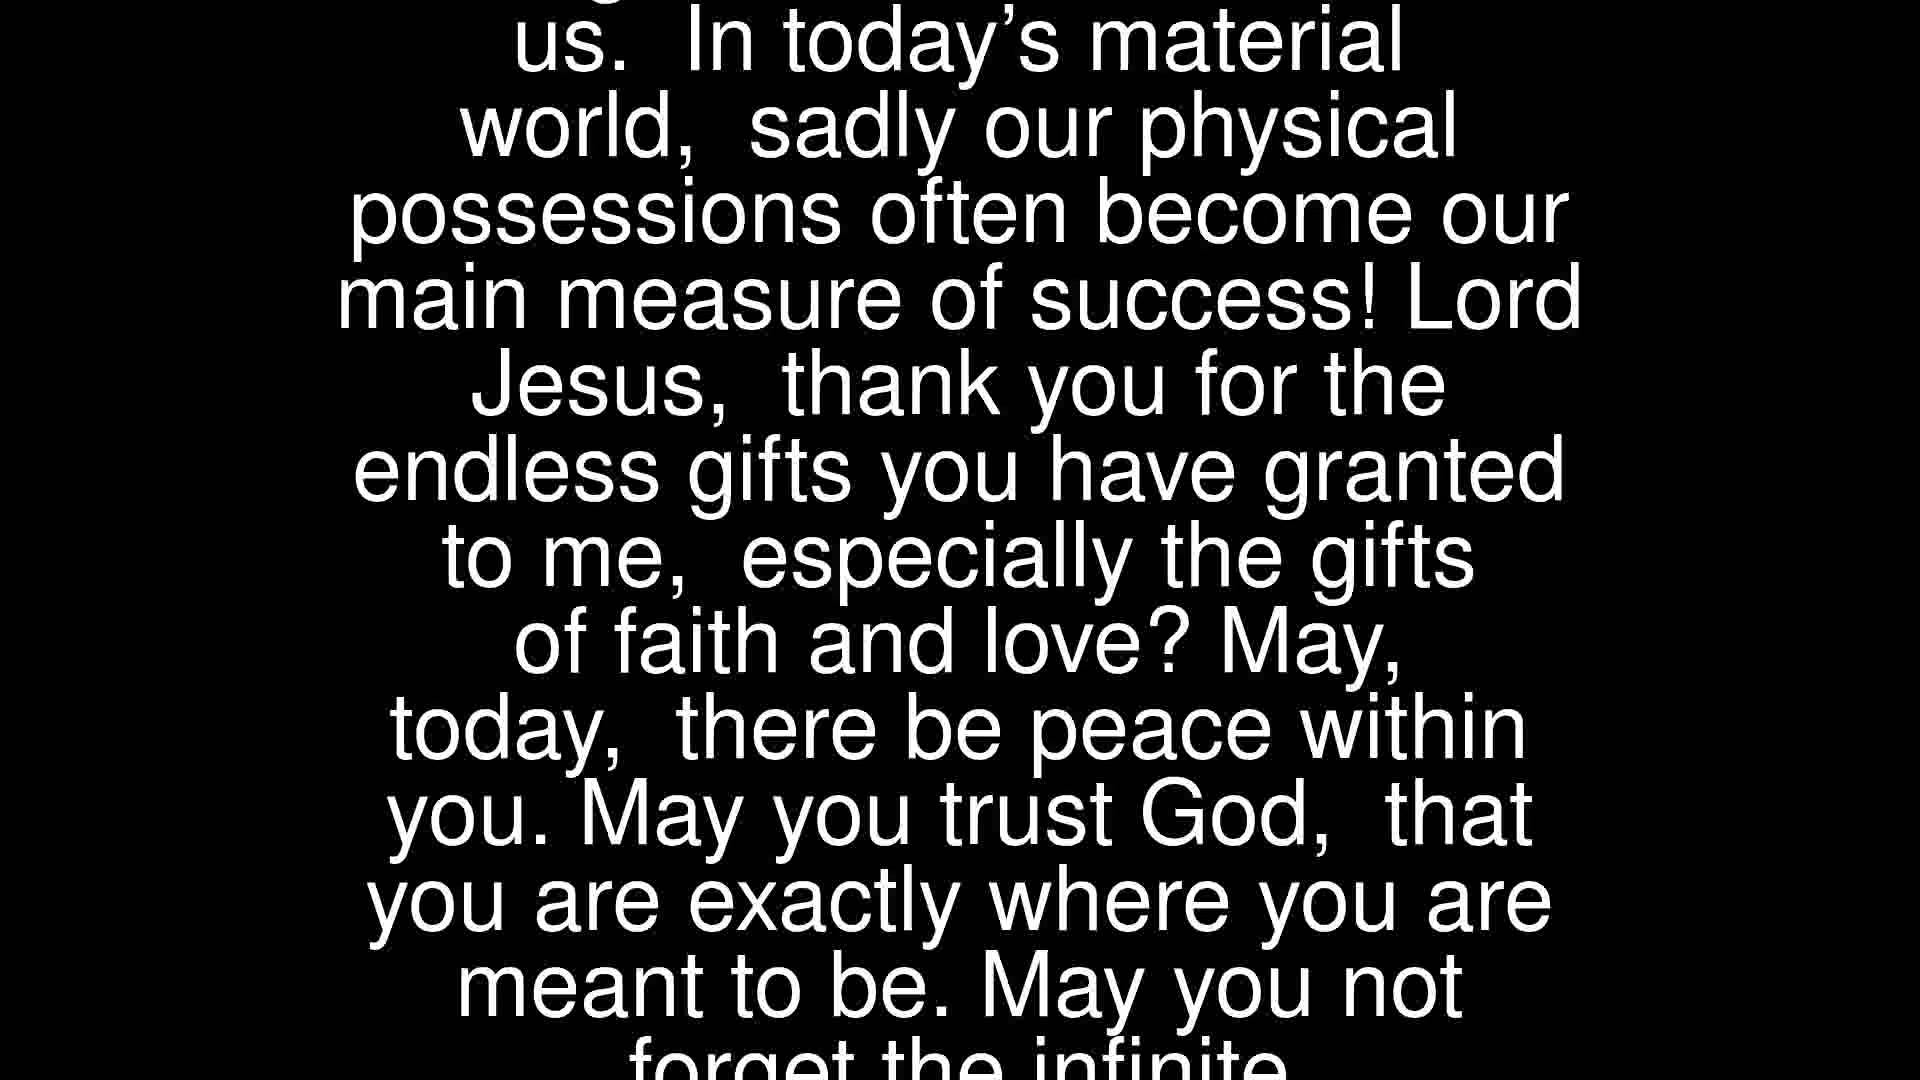 us.  In today’s material
world,  sadly our physical
possessions often become our
main measure of success! Lord
Jesus,  thank you for the
endless gifts you have granted
to me,  especially the gifts
of faith and love? May,
today,  there be peace within
you. May you trust God,  that
you are exactly where you are
meant to be. May you not
forget the infinite